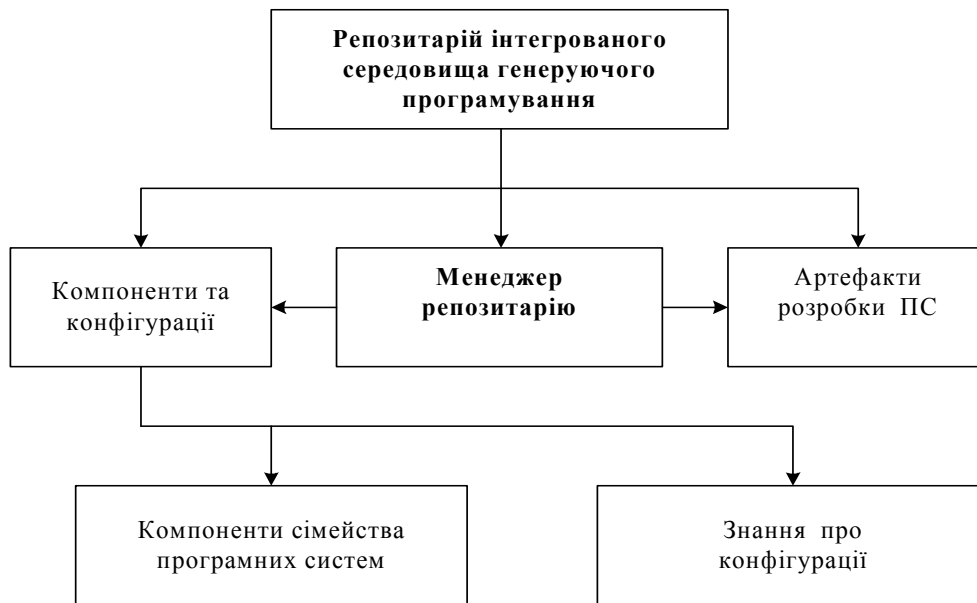 Репозитарій інтегрованого
середовища генеруючого
програмування
Компоненти та
конфігурації
Менеджер
репозитарію
Артефакти
розробки ПС
Компоненти сімейства
програмних систем
Знання про
конфігурації